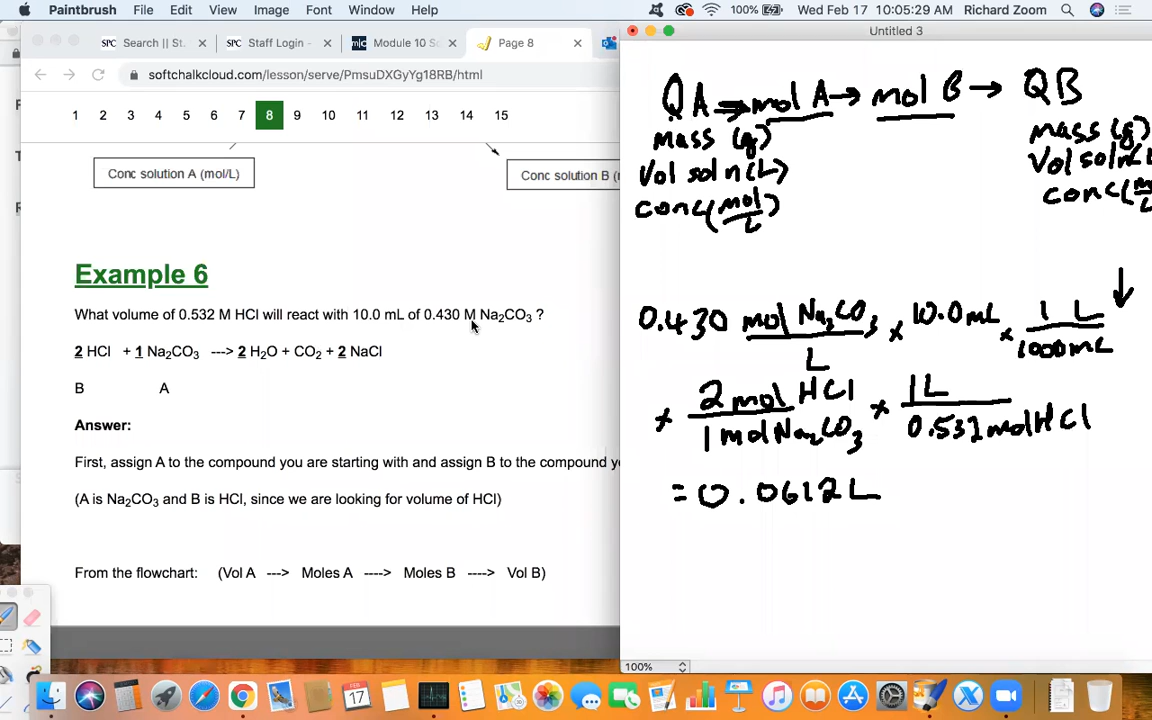 Paintbrush File Edit View Image Font Window Help 100% Wed Feb 17 10:05:29 AM Richard Zoom
Search || St. × Staff Login – × M|C Module 10 So × Page 8 ×
softchalkcloud.com/lesson/serve/PmsuDXGyYg18RB/html
1 2 3 4 5 6 7 8 9 10 11 12 13 14 15
Conc solution A (mol/L)
Conc solution B (m
Example 6
What volume of 0.532 M HCl will react with 10.0 mL of 0.430 M Na₂CO₃ ?
2 HCl + 1 Na₂CO₃ ---> 2 H₂O + CO₂ + 2 NaCl
B A
Answer:
First, assign A to the compound you are starting with and assign B to the compound y
(A is Na₂CO₃ and B is HCl, since we are looking for volume of HCl)
From the flowchart: (Vol A ---> Moles A ----> Moles B ----> Vol B)
Untitled 3
QA → mol A → mol B → QB
mass (g) mass (g)
Vol soln (L) Vol soln (L
conc (mol/L) conc (m/L
0.430 mol Na₂CO₃/L × 10.0 mL × 1 L/1000 mL
× 2 mol HCl/1 mol Na₂CO₃ × 1L/0.532 mol HCl
= 0.0612 L
100%
FEB
17